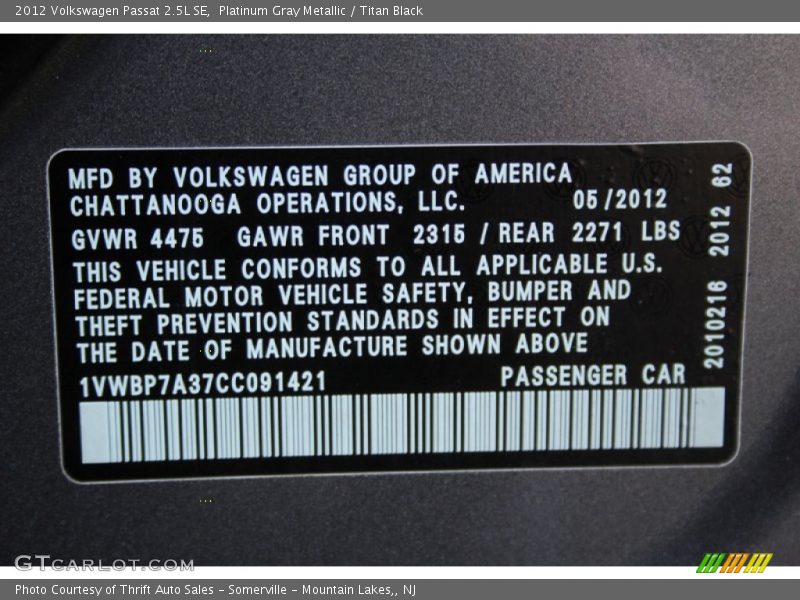 2012 Volkswagen Passat 2.5L SE, Platinum Gray Metallic / Titan Black
MFD BY VOLKSWAGEN GROUP OF AMERICA
CHATTANOOGA OPERATIONS, LLC. 05/2012
GVWR 4475 GAWR FRONT 2315 / REAR 2271 LBS
THIS VEHICLE CONFORMS TO ALL APPLICABLE U.S.
FEDERAL MOTOR VEHICLE SAFETY, BUMPER AND
THEFT PREVENTION STANDARDS IN EFFECT ON
THE DATE OF MANUFACTURE SHOWN ABOVE
1VWBP7A37CC091421 PASSENGER CAR
2010216 2012 62
GTCARLOT.COM
Photo Courtesy of Thrift Auto Sales - Somerville - Mountain Lakes,, NJ